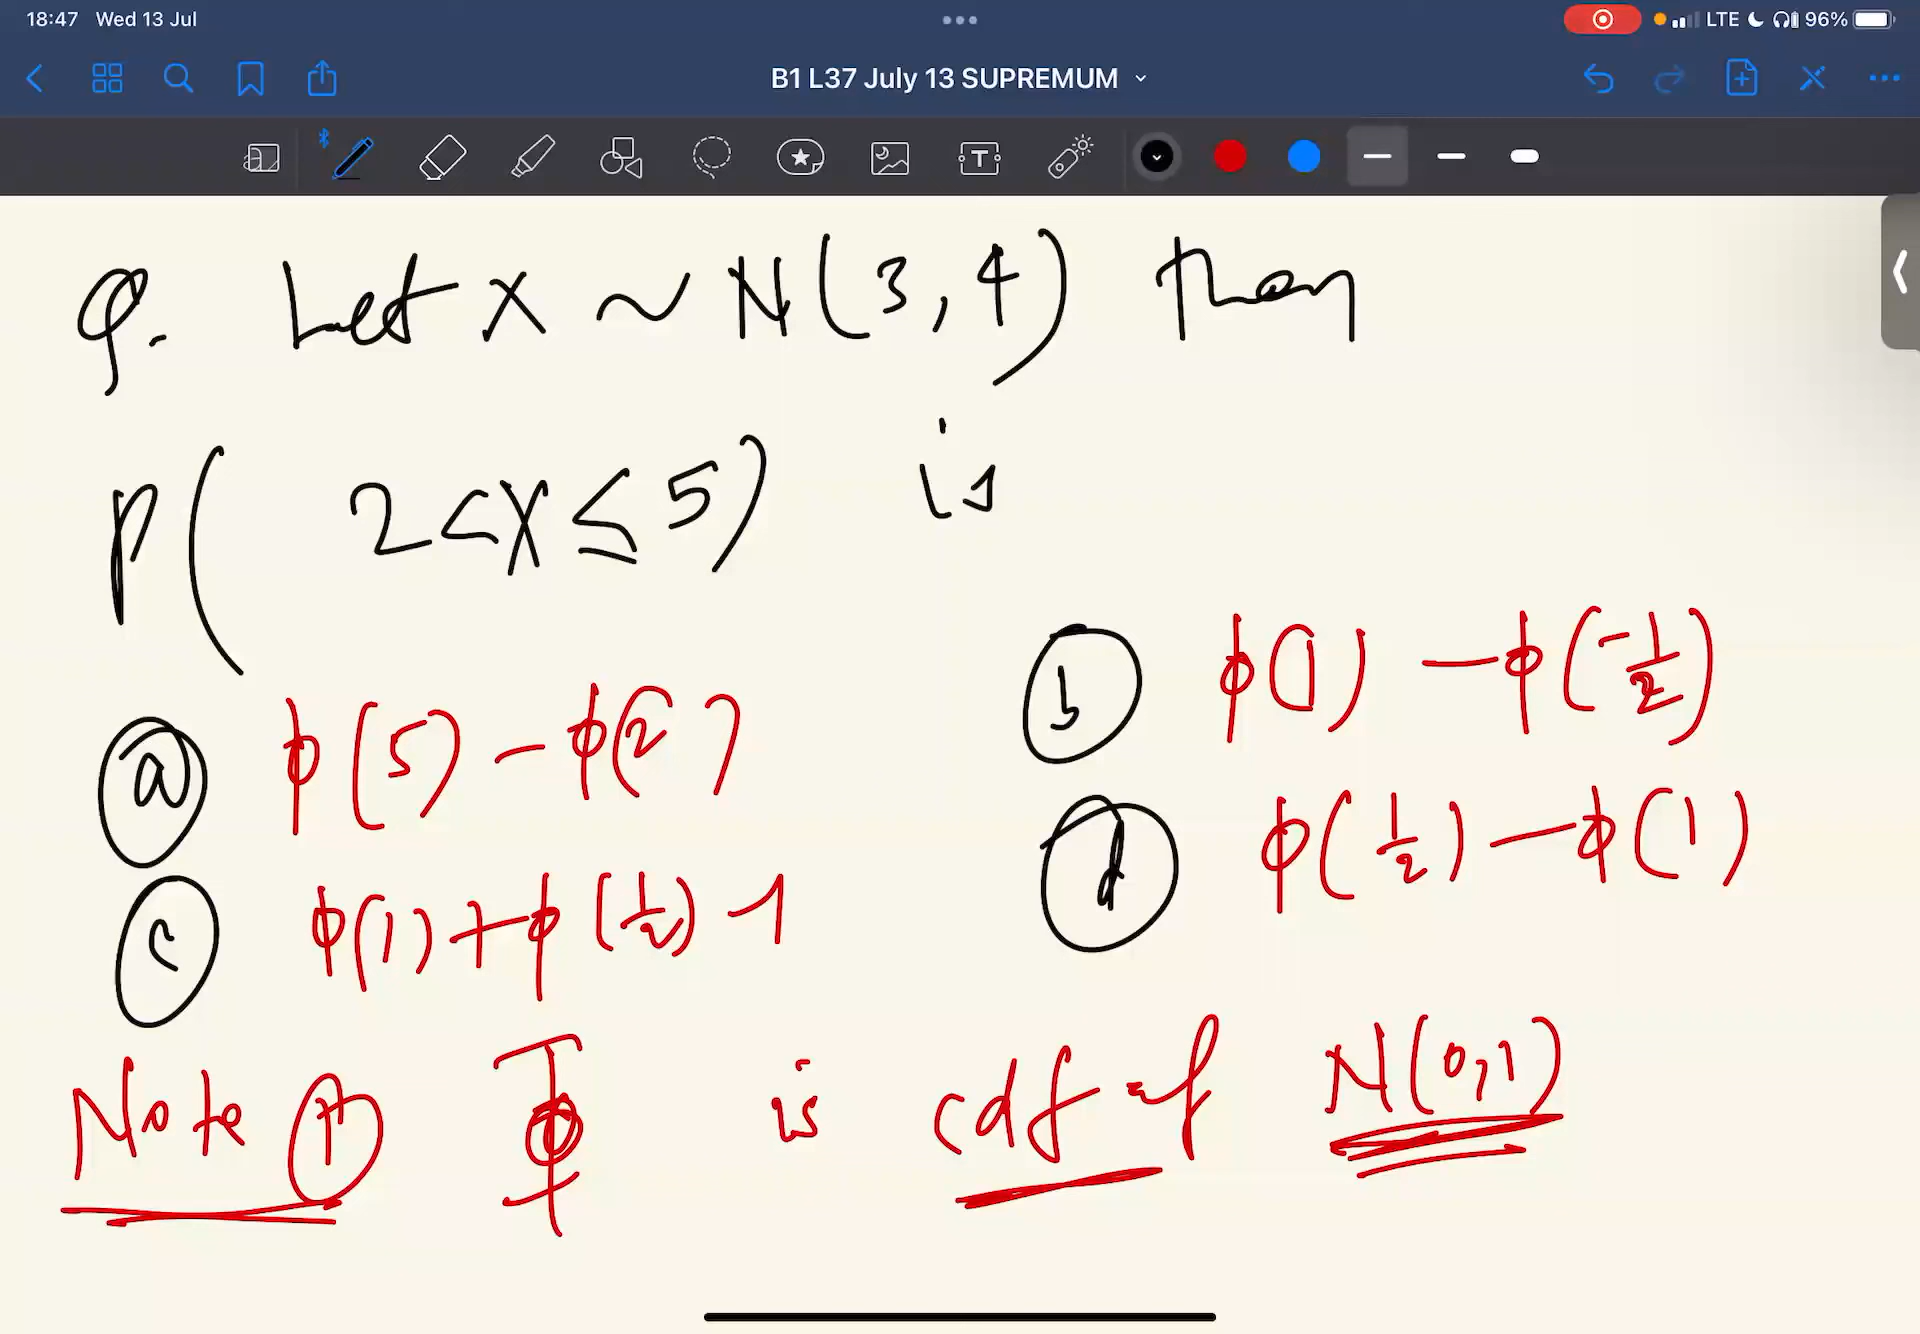 18:47 Wed 13 Jul LTE 96%
B1 L37 July 13 SUPREMUM
Q. Let X ~ N(3,4) then
P( 2<X≤5) is
a ϕ(5) - ϕ(2)
b ϕ(1) - ϕ(-1/2)
c ϕ(1)+ϕ(1/2)-1
d ϕ(1/2)-ϕ(1)
Note Φ is cdf of N(0,1)